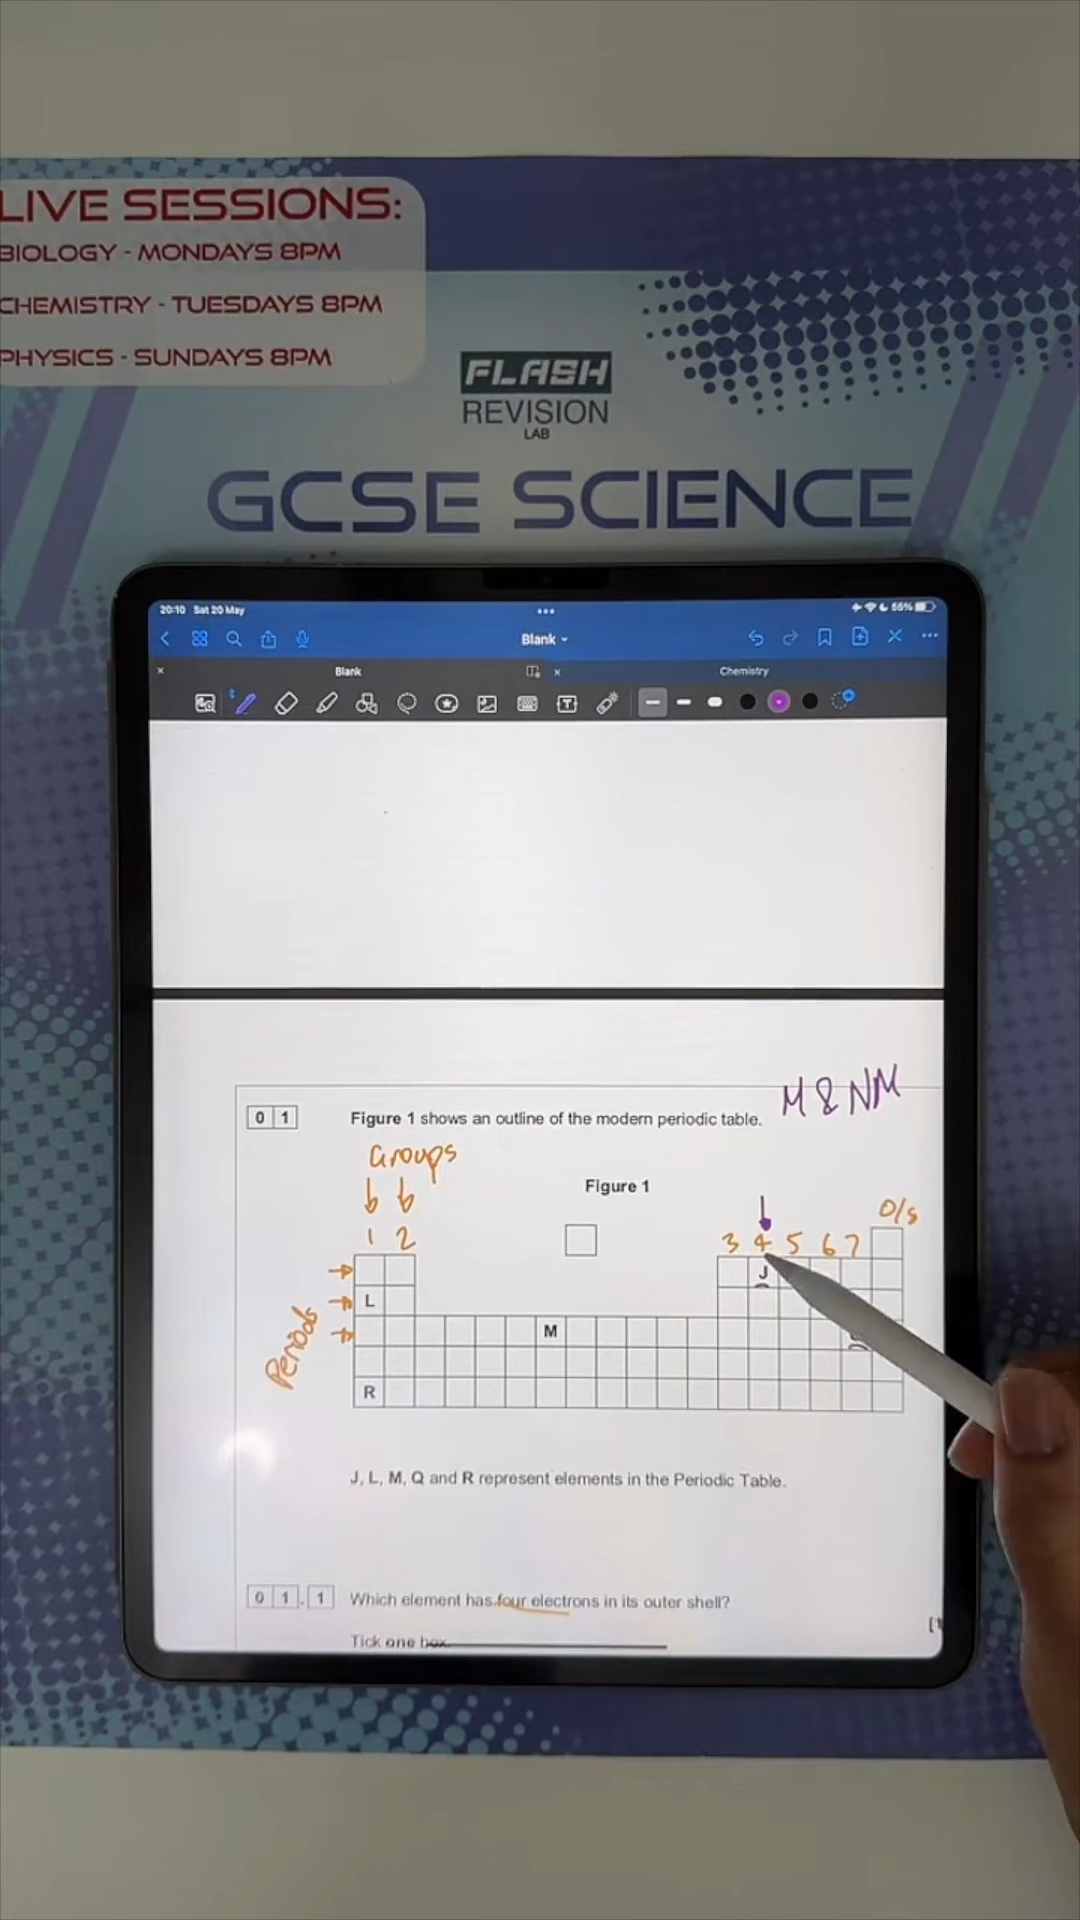 LIVE SESSIONS:
BIOLOGY - MONDAYS 8PM
CHEMISTRY - TUESDAYS 8PM
PHYSICS - SUNDAYS 8PM
FLASH
REVISION
LAB
GCSE SCIENCE
20:10 Sat 20 May
55%
Blank
Blank
Chemistry
M & NM
0 1 Figure 1 shows an outline of the modern periodic table.
Groups
Figure 1
0/8
1 2 3 4 5 6 7
J
L
Periods
M
R
J, L, M, Q and R represent elements in the Periodic Table.
0 1 . 1 Which element has four electrons in its outer shell?
[1
Tick one box.